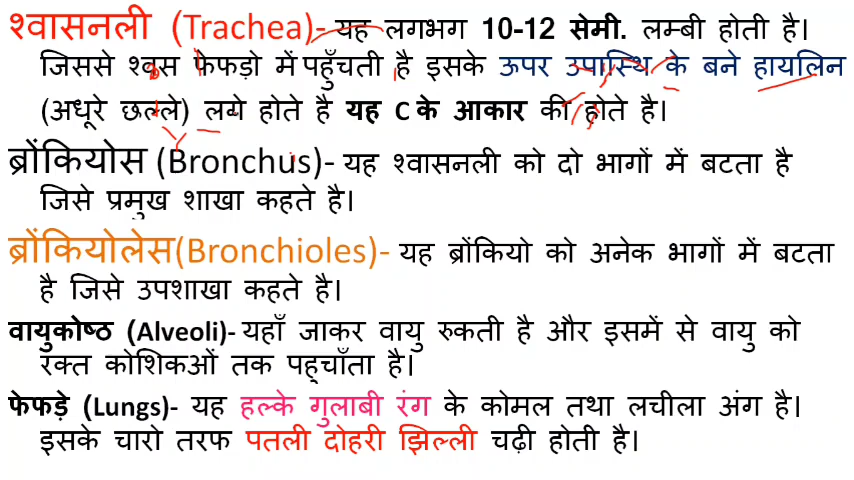 श्वासनली (Trachea)- यह लगभग 10-12 सेमी. लम्बी होती है।
जिससे श्वास फेफड़ो में पहुँचती है इसके ऊपर उपास्थि के बने हायलिन
(अधूरे छल्ले) लगे होते है यह C के आकार की होते है।
ब्रोंकियोस (Bronchus)- यह श्वासनली को दो भागों में बटता है
जिसे प्रमुख शाखा कहते है।
ब्रोंकियोलेस(Bronchioles)- यह ब्रोंकियो को अनेक भागों में बटता
है जिसे उपशाखा कहते है।
वायुकोष्ठ (Alveoli)- यहाँ जाकर वायु रुकती है और इसमें से वायु को
रक्त कोशिकओं तक पहुचाँता है।
फेफड़े (Lungs)- यह हल्के गुलाबी रंग के कोमल तथा लचीला अंग है।
इसके चारो तरफ पतली दोहरी झिल्ली चढ़ी होती है।